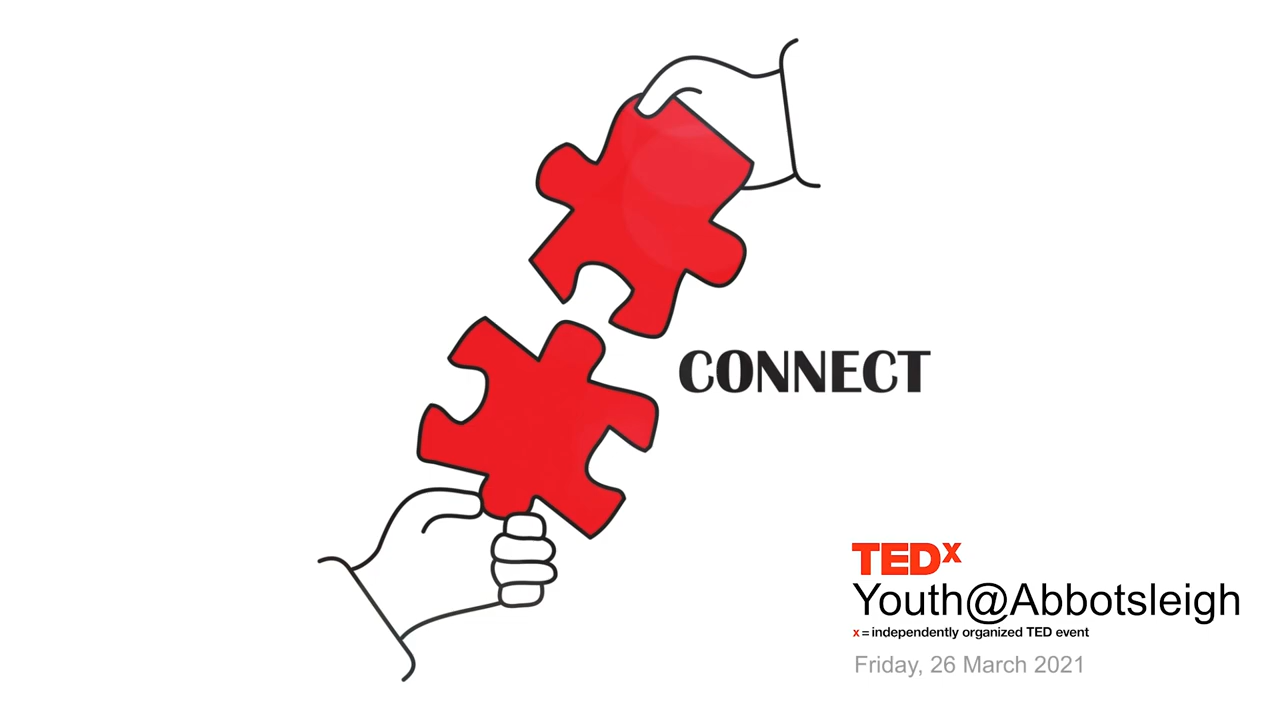 CONNECT
TEDx
Youth@Abbotsleigh
x = independently organized TED event
Friday, 26 March 2021